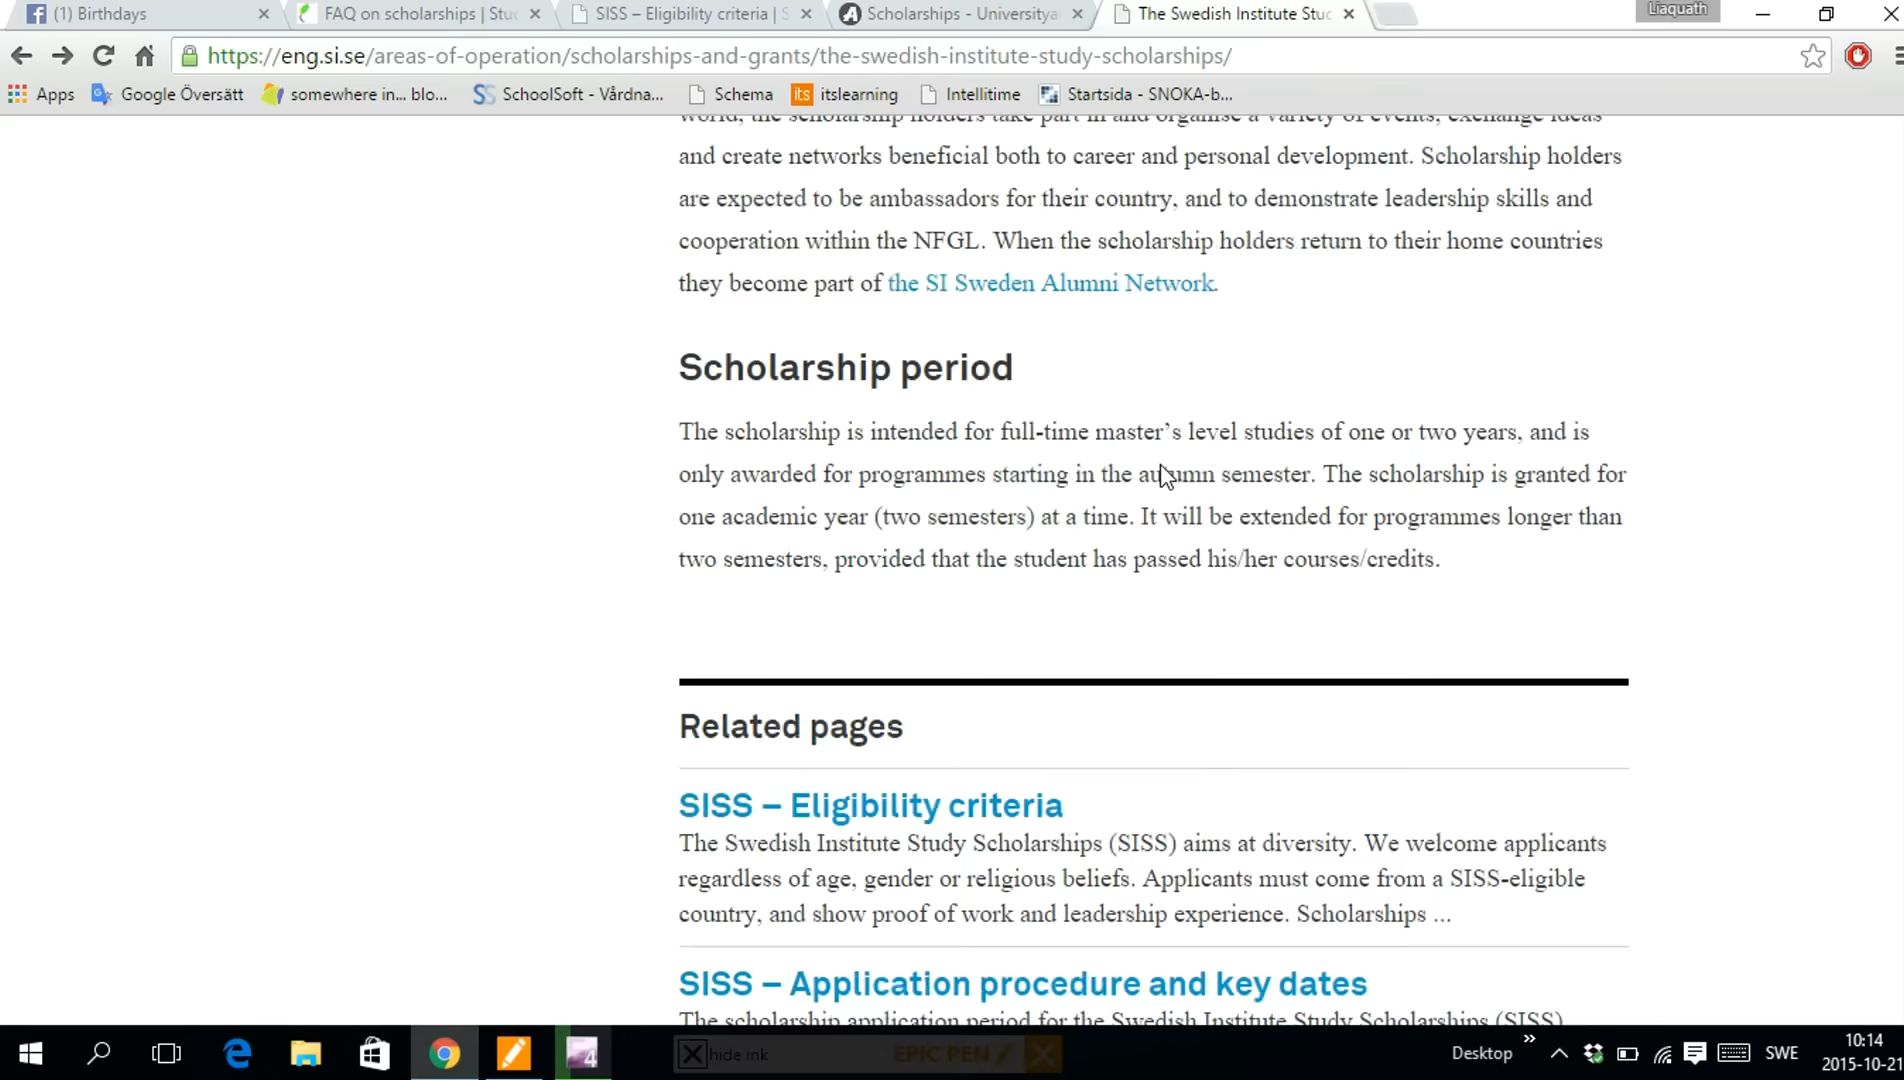 Liaquath
(1) Birthdays
FAQ on scholarships | Stu
SISS – Eligibility criteria | S
Scholarships - Universitya
The Swedish Institute Stu
https://eng.si.se/areas-of-operation/scholarships-and-grants/the-swedish-institute-study-scholarships/
Apps
Google Översätt
somewhere in... blo...
SchoolSoft - Vårdna...
Schema
its itslearning
Intellitime
Startsida - SNOKA-b...
world, the scholarship holders take part in and organise a variety of events, exchange ideas
and create networks beneficial both to career and personal development. Scholarship holders
are expected to be ambassadors for their country, and to demonstrate leadership skills and
cooperation within the NFGL. When the scholarship holders return to their home countries
they become part of the SI Sweden Alumni Network.
Scholarship period
The scholarship is intended for full-time master’s level studies of one or two years, and is
only awarded for programmes starting in the autumn semester. The scholarship is granted for
one academic year (two semesters) at a time. It will be extended for programmes longer than
two semesters, provided that the student has passed his/her courses/credits.
Related pages
SISS – Eligibility criteria
The Swedish Institute Study Scholarships (SISS) aims at diversity. We welcome applicants
regardless of age, gender or religious beliefs. Applicants must come from a SISS-eligible
country, and show proof of work and leadership experience. Scholarships ...
SISS – Application procedure and key dates
The scholarship application period for the Swedish Institute Study Scholarships (SISS)
hide ink
EPIC PEN
Desktop
SWE
10:14
2015-10-21